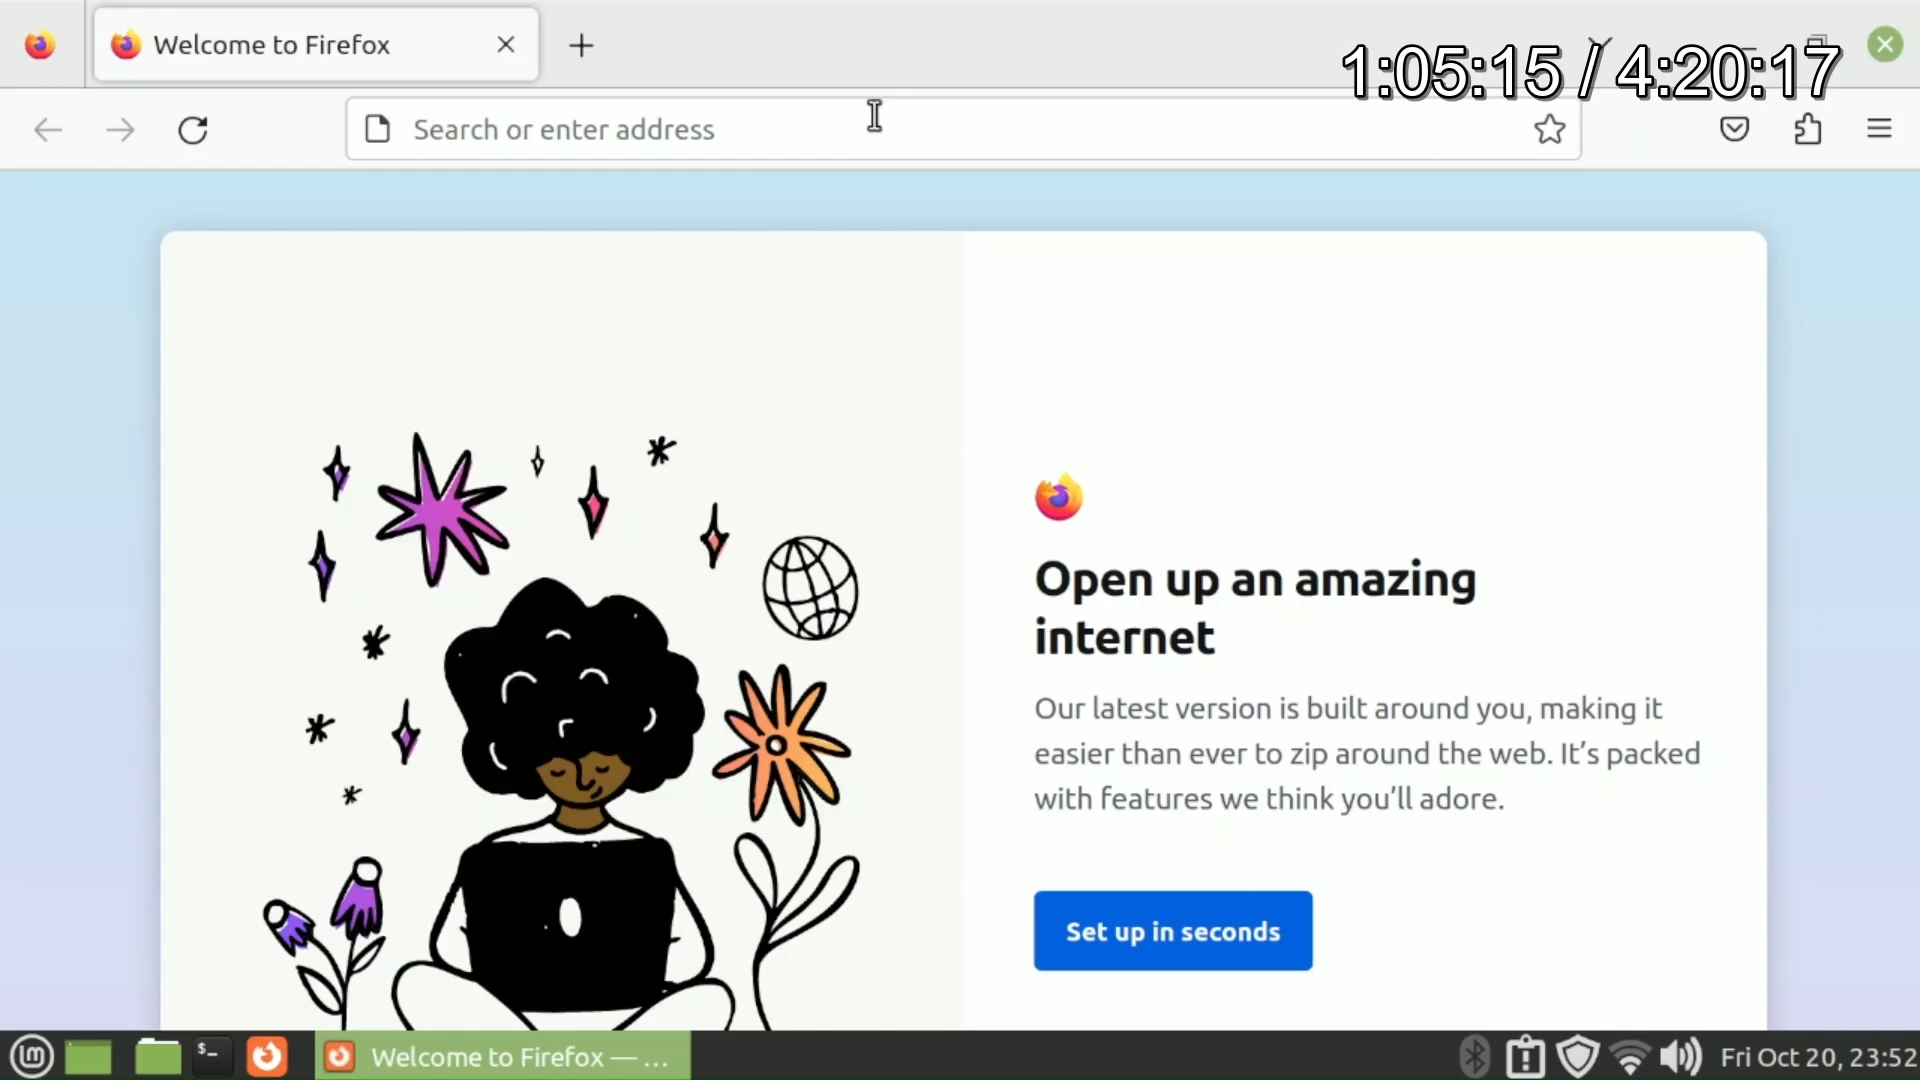 Welcome to Firefox
1:05:15 / 4:20:17
Search or enter address
Open up an amazing
internet
Our latest version is built around you, making it
easier than ever to zip around the web. It’s packed
with features we think you’ll adore.
Set up in seconds
Welcome to Firefox — ...
Fri Oct 20, 23:52